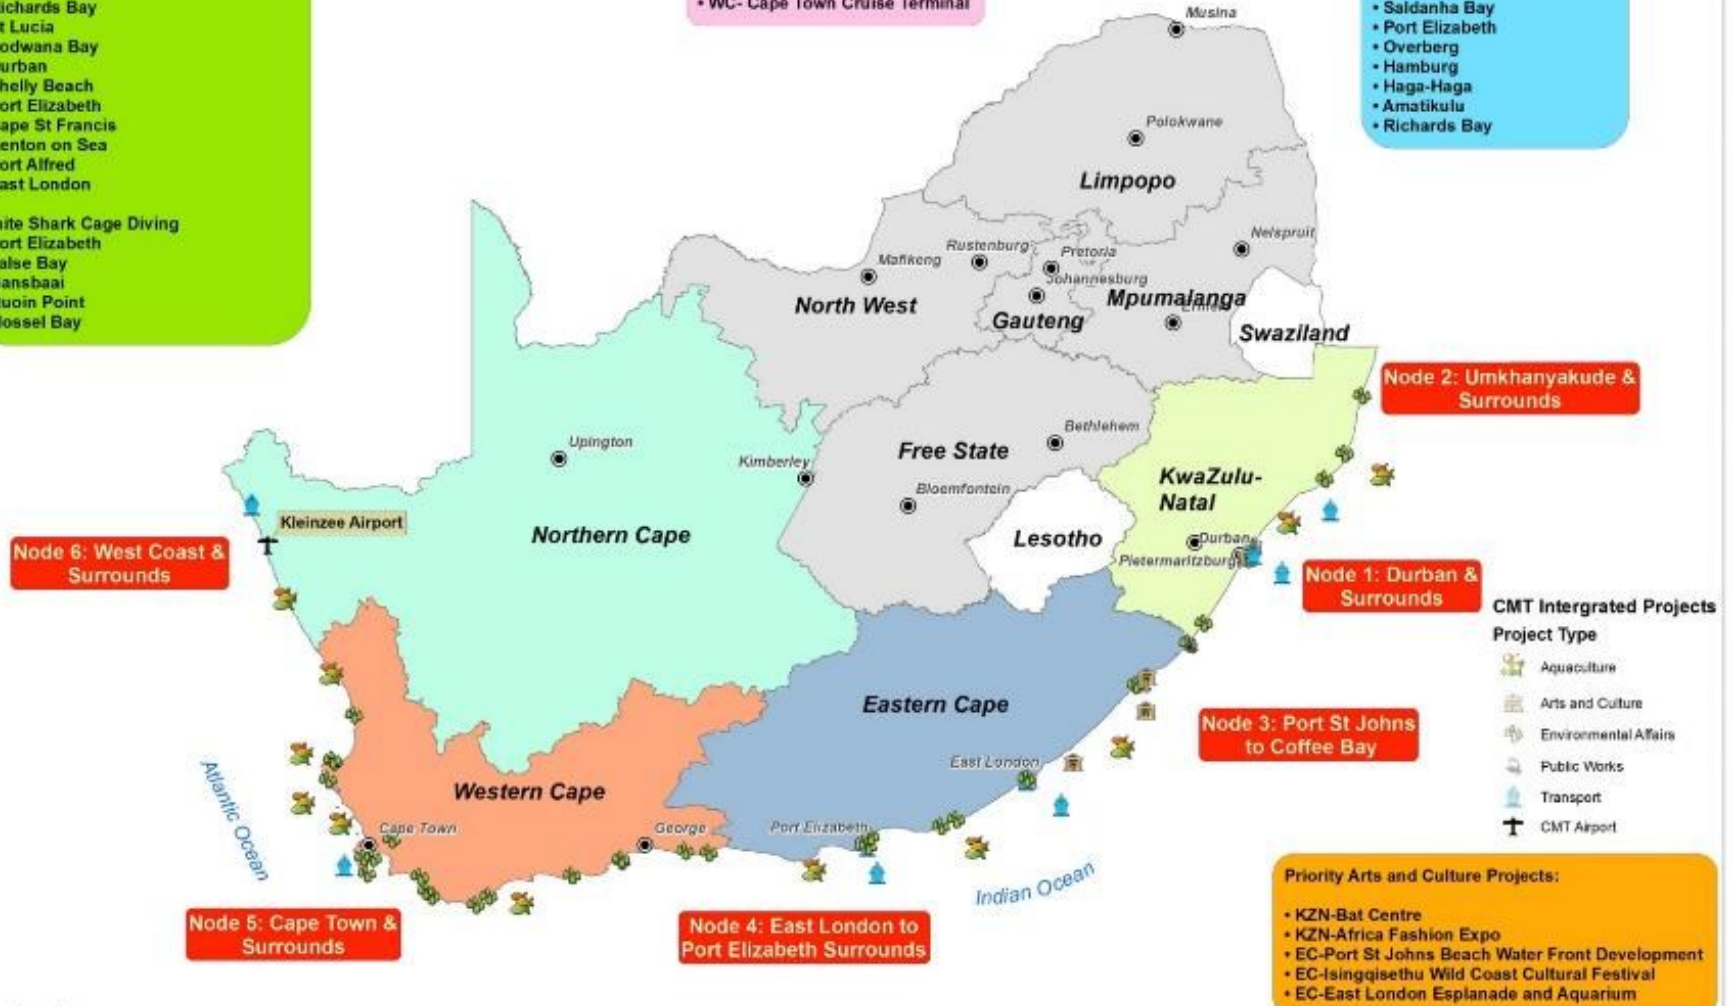 Richards Bay
t Lucia
odwana Bay
urban
helly Beach
ort Elizabeth
ape St Francis
enton on Sea
ort Alfred
ast London
ite Shark Cage Diving
ort Elizabeth
alse Bay
ansbaai
uoin Point
ossel Bay
• WC- Cape Town Cruise Terminal
• Saldanha Bay
• Port Elizabeth
• Overberg
• Hamburg
• Haga-Haga
• Amatikulu
• Richards Bay
Musina
Polokwane
Limpopo
Nelspruit
Rustenburg
Pretoria
Mafikeng
Johannesburg
North West
Mpumalanga
Gauteng
Swaziland
Node 2: Umkhanyakude &
Surrounds
Upington
Kimberley
Bethlehem
Free State
KwaZulu-
Natal
Bloemfontein
Kleinzee Airport
Northern Cape
Lesotho
Durban
Pietermaritzburg
Node 6: West Coast &
Surrounds
Node 1: Durban &
Surrounds
CMT Intergrated Projects
Project Type
Aquaculture
Arts and Culture
Environmental Affairs
Public Works
Transport
CMT Airport
Eastern Cape
Node 3: Port St Johns
to Coffee Bay
East London
Western Cape
Atlantic Ocean
Cape Town
George
Port Elizabeth
Indian Ocean
Node 5: Cape Town &
Surrounds
Node 4: East London to
Port Elizabeth Surrounds
Priority Arts and Culture Projects:
• KZN-Bat Centre
• KZN-Africa Fashion Expo
• EC-Port St Johns Beach Water Front Development
• EC-Isingqisethu Wild Coast Cultural Festival
• EC-East London Esplanade and Aquarium